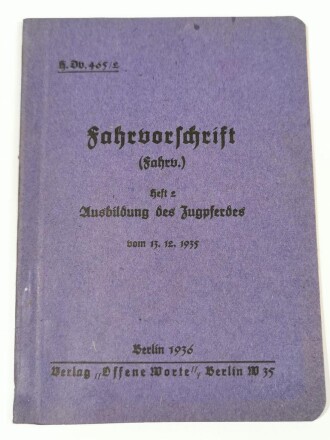 H. Dv. 465/2
Fahrvorschrift
(Fahrv.)
Heft 2
Ausbildung des Zugpferdes
vom 13. 12. 1935
Berlin 1936
Verlag „Offene Worte“, Berlin W 35